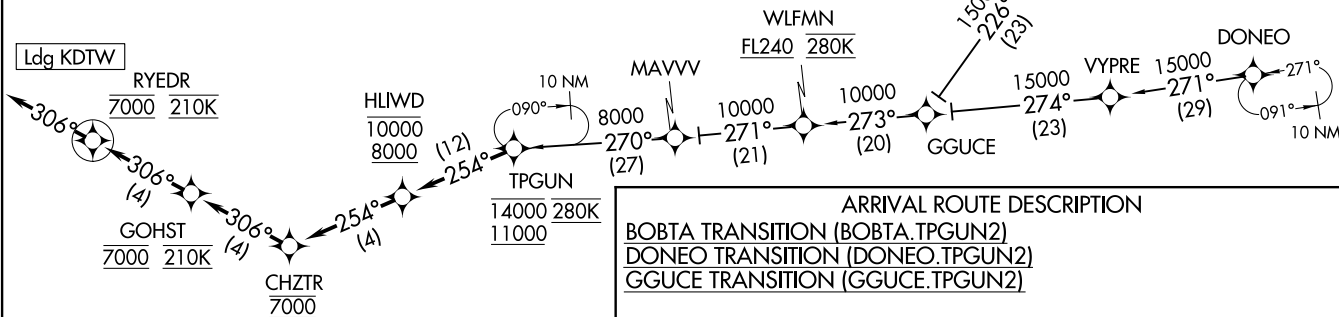 Ldg KDTW
306°
RYEDR
7000 210K
306°
(4)
GOHST
7000 210K
306°
(4)
CHZTR
7000
254°
(4)
HLIWD
10000
8000
(12)
254°
10 NM
090°
TPGUN
14000 280K
11000
8000
270°
(27)
MAVVV
10000
271°
(21)
WLFMN
FL240 280K
10000
273°
(20)
GGUCE
226°
(23)
15000
274°
(23)
VYPRE
15000
271°
(29)
DONEO
271°
091°
10 NM
ARRIVAL ROUTE DESCRIPTION
BOBTA TRANSITION (BOBTA.TPGUN2)
DONEO TRANSITION (DONEO.TPGUN2)
GGUCE TRANSITION (GGUCE.TPGUN2)